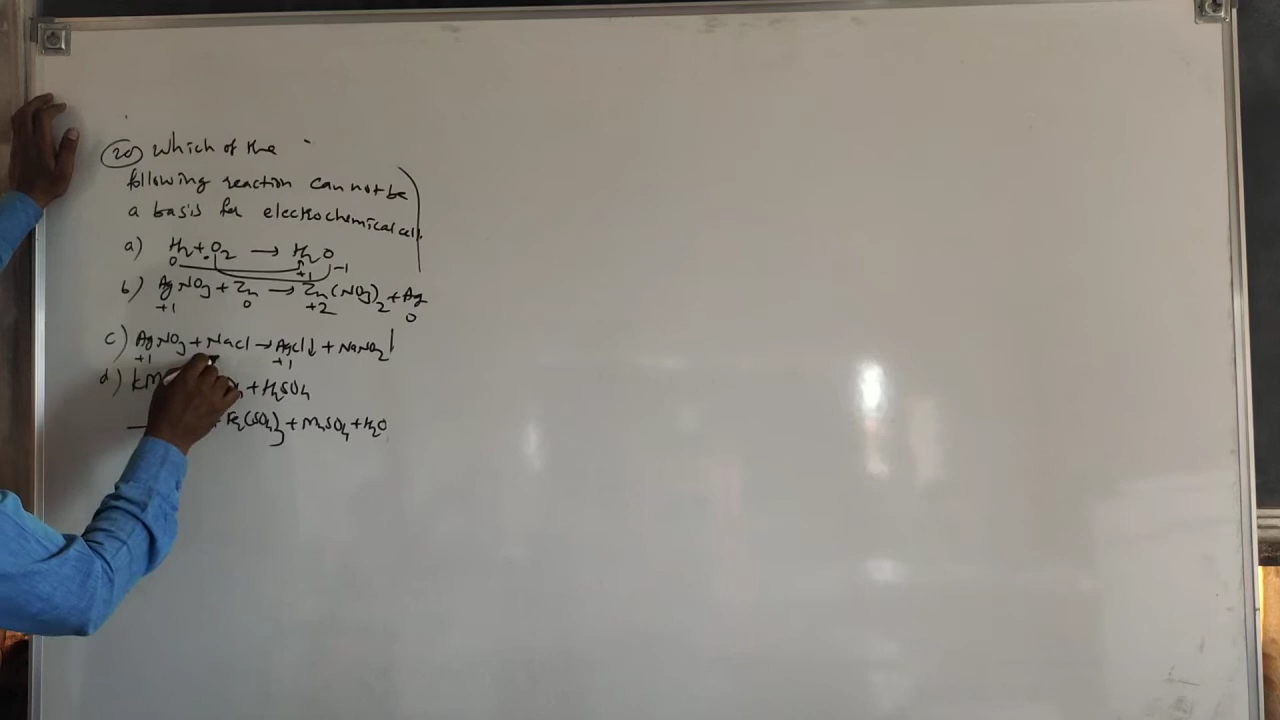 20) Which of the
following reaction can not be
a basis for electrochemical cell.
a) H2 + O2 → H2O
0 +1 -1
b) AgNO3 + Zn → Zn(NO3)2 + Ag
+1 0 +2 0
c) AgNO3 + NaCl → AgCl↓ + NaNO3
+1 +1
d) KM + H2SO4
+ Fe2(SO4)3 + MnSO4 + H2O